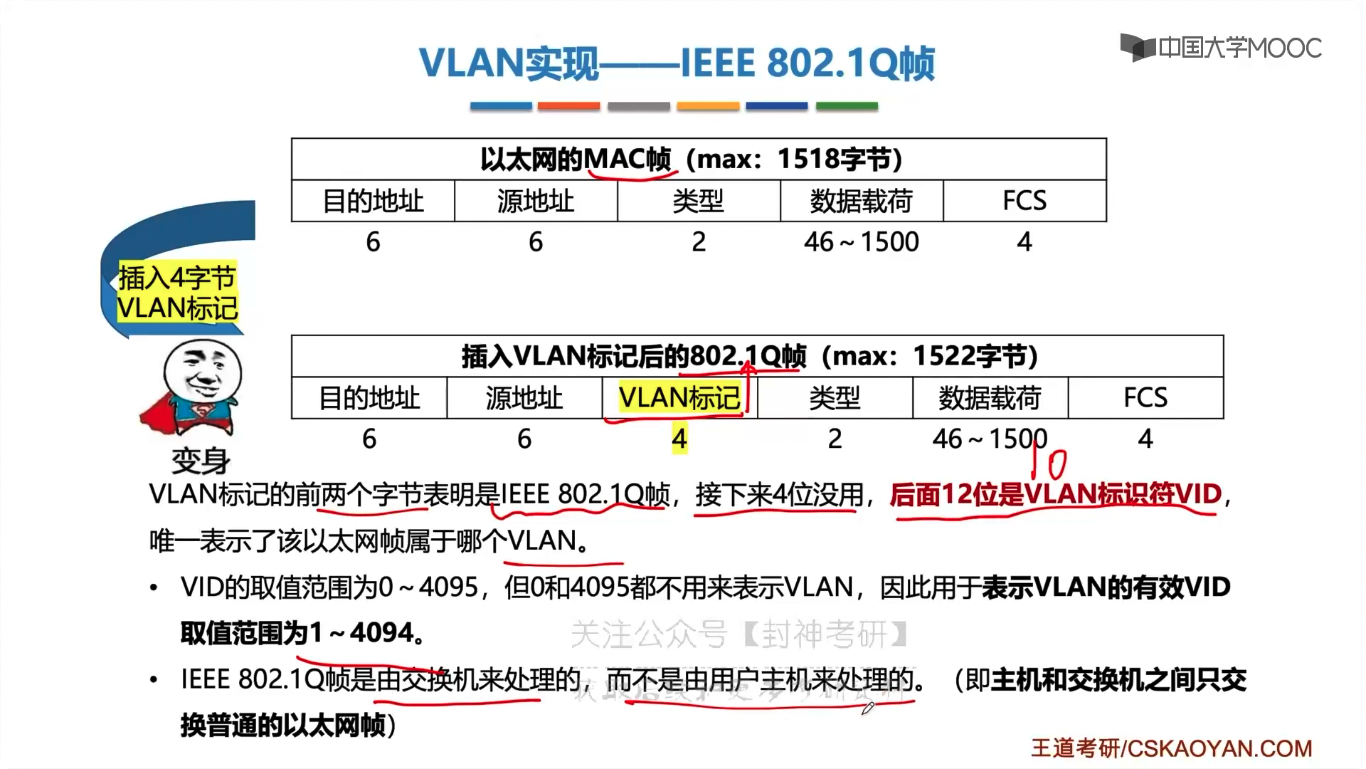 VLAN实现——IEEE 802.1Q帧
中国大学MOOC
以太网的MAC帧（max：1518字节）
目的地址 源地址 类型 数据载荷 FCS
6 6 2 46～1500 4
插入4字节
VLAN标记
插入VLAN标记后的802.1Q帧（max：1522字节）
目的地址 源地址 VLAN标记 类型 数据载荷 FCS
6 6 4 2 46～1500 4
变身
10
VLAN标记的前两个字节表明是IEEE 802.1Q帧，接下来4位没用，后面12位是VLAN标识符VID，
唯一表示了该以太网帧属于哪个VLAN。
• VID的取值范围为0～4095，但0和4095都不用来表示VLAN，因此用于表示VLAN的有效VID
取值范围为1～4094。
关注公众号【封神考研】
• IEEE 802.1Q帧是由交换机来处理的，而不是由用户主机来处理的。（即主机和交换机之间只交
换普通的以太网帧）
王道考研/CSKAOYAN.COM